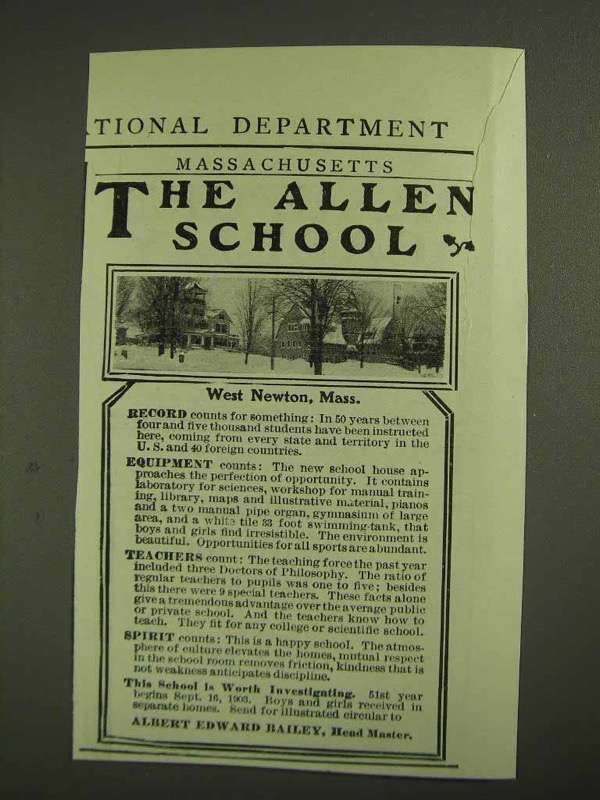 ATIONAL DEPARTMENT
MASSACHUSETTS
THE ALLEN
SCHOOL
West Newton, Mass.
RECORD counts for something: In 50 years between
four and five thousand students have been instructed
here, coming from every state and territory in the
U. S. and 40 foreign countries.
EQUIPMENT counts: The new school house ap-
proaches the perfection of opportunity. It contains
laboratory for sciences, workshop for manual train-
ing, library, maps and illustrative material, pianos
and a two manual pipe organ, gymnasium of large
area, and a white tile 33 foot swimming-tank, that
boys and girls find irresistible. The environment is
beautiful. Opportunities for all sports are abundant.
TEACHERS count: The teaching force the past year
included three Doctors of Philosophy. The ratio of
regular teachers to pupils was one to five; besides
this there were 9 special teachers. These facts alone
give a tremendous advantage over the average public
or private school. And the teachers know how to
teach. They fit for any college or scientific school.
SPIRIT counts: This is a happy school. The atmos-
phere of culture elevates the homes, mutual respect
in the school room removes friction, kindness that is
not weakness anticipates discipline.
This School is Worth Investigating. 51st year
begins Sept. 16, 1903. Boys and girls received in
separate homes. Send for illustrated circular to
ALBERT EDWARD BAILEY, Head Master.